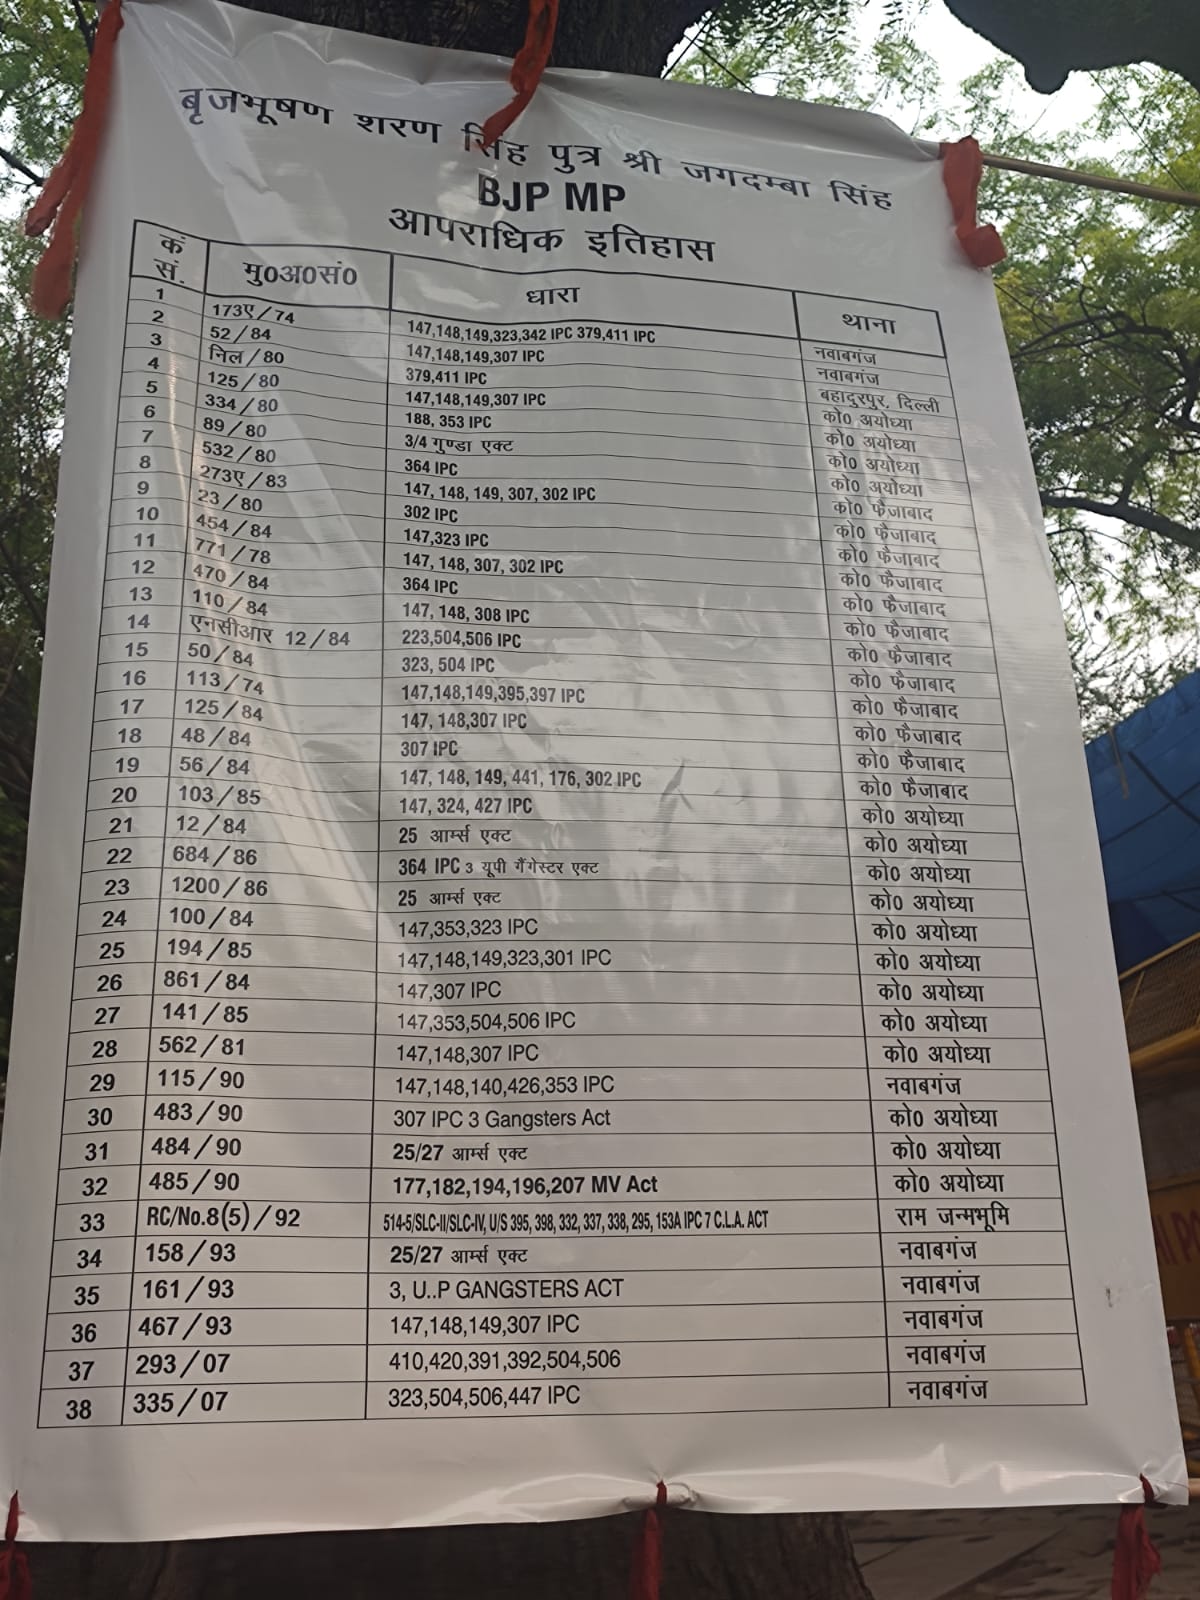 बृजभूषण शरण सिंह पुत्र श्री जगदम्बा सिंह
BJP MP
आपराधिक इतिहास
कं सं. मु0अ0सं0 धारा थाना
1 173ए/74 147,148,149,323,342 IPC 379,411 IPC नवाबगंज
2 52/84 147,148,149,307 IPC नवाबगंज
3 निल/80 379,411 IPC बहादुरपुर, दिल्ली
4 125/80 147,148,149,307 IPC को0 अयोध्या
5 334/80 188, 353 IPC को0 अयोध्या
6 89/80 3/4 गुण्डा एक्ट को0 अयोध्या
7 532/80 364 IPC को0 अयोध्या
8 273ए/83 147, 148, 149, 307, 302 IPC को0 फैजाबाद
9 23/80 302 IPC को0 फैजाबाद
10 454/84 147,323 IPC को0 फैजाबाद
11 771/78 147, 148, 307, 302 IPC को0 फैजाबाद
12 470/84 364 IPC को0 फैजाबाद
13 110/84 147, 148, 308 IPC को0 फैजाबाद
14 एनसीआर 12/84 223,504,506 IPC को0 फैजाबाद
15 50/84 323, 504 IPC को0 फैजाबाद
16 113/74 147,148,149,395,397 IPC को0 फैजाबाद
17 125/84 147, 148,307 IPC को0 फैजाबाद
18 48/84 307 IPC को0 फैजाबाद
19 56/84 147, 148, 149, 441, 176, 302 IPC को0 फैजाबाद
20 103/85 147, 324, 427 IPC को0 अयोध्या
21 12/84 25 आर्म्स एक्ट को0 अयोध्या
22 684/86 364 IPC 3 यूपी गैंगेस्टर एक्ट को0 अयोध्या
23 1200/86 25 आर्म्स एक्ट को0 अयोध्या
24 100/84 147,353,323 IPC को0 अयोध्या
25 194/85 147,148,149,323,301 IPC को0 अयोध्या
26 861/84 147,307 IPC को0 अयोध्या
27 141/85 147,353,504,506 IPC को0 अयोध्या
28 562/81 147,148,307 IPC को0 अयोध्या
29 115/90 147,148,140,426,353 IPC नवाबगंज
30 483/90 307 IPC 3 Gangsters Act को0 अयोध्या
31 484/90 25/27 आर्म्स एक्ट को0 अयोध्या
32 485/90 177,182,194,196,207 MV Act को0 अयोध्या
33 RC/No.8(5)/92 514-5/SLC-II/SLC-IV, U/S 395, 398, 332, 337, 338, 295, 153A IPC 7 C.L.A. ACT राम जन्मभूमि
34 158/93 25/27 आर्म्स एक्ट नवाबगंज
35 161/93 3, U..P GANGSTERS ACT नवाबगंज
36 467/93 147,148,149,307 IPC नवाबगंज
37 293/07 410,420,391,392,504,506 नवाबगंज
38 335/07 323,504,506,447 IPC नवाबगंज